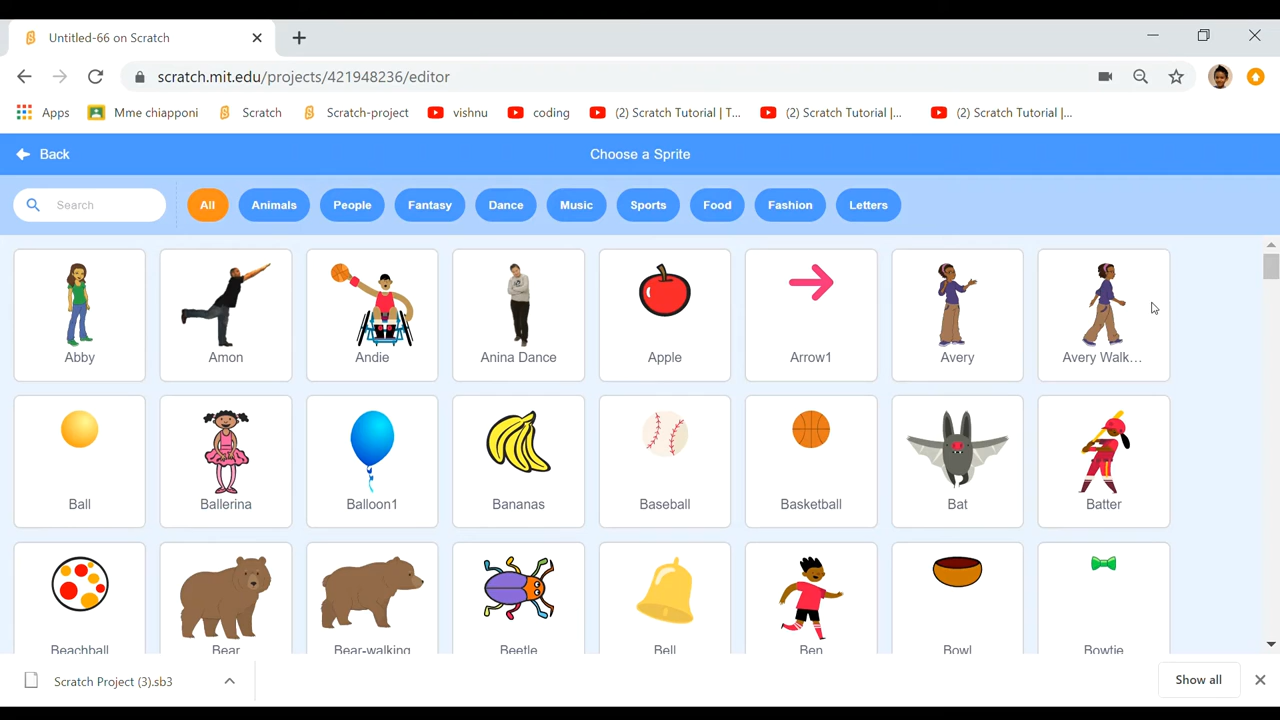 Untitled-66 on Scratch
scratch.mit.edu/projects/421948236/editor
Apps Mme chiapponi Scratch Scratch-project vishnu coding (2) Scratch Tutorial | T... (2) Scratch Tutorial |... (2) Scratch Tutorial |...
Back Choose a Sprite
Search All Animals People Fantasy Dance Music Sports Food Fashion Letters
Abby Amon Andie Anina Dance Apple Arrow1 Avery Avery Walk...
Ball Ballerina Balloon1 Bananas Baseball Basketball Bat Batter
Beachball Bear Bear-walking Beetle Bell Ben Bowl Bowtie
Scratch Project (3).sb3 Show all